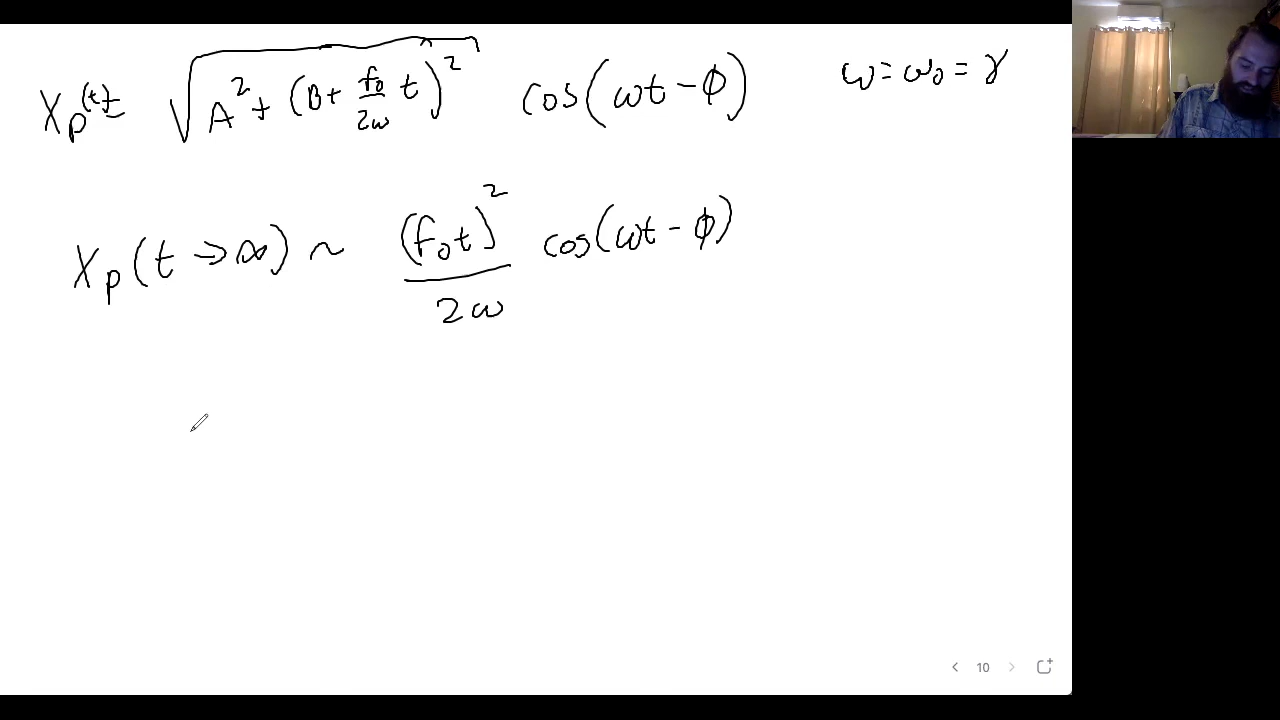 Xp(t) = √(A² + (B + f₀/2ω t)²) cos(ωt − ϕ) ω = ω₀ = γ
Xp(t → ∞) ~ (f₀t)²/2ω cos(ωt − ϕ)
< 10 >